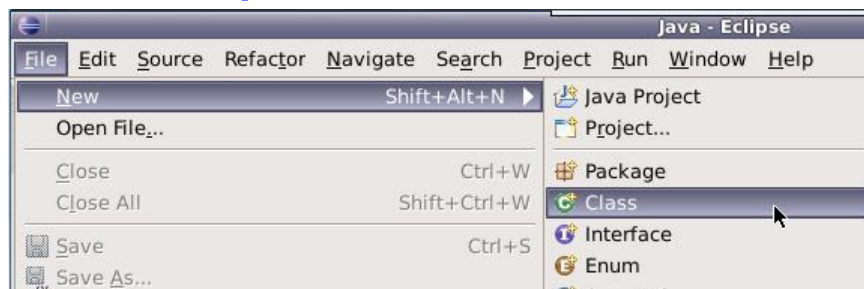 Java - Eclipse
File Edit Source Refactor Navigate Search Project Run Window Help
New Shift+Alt+N
Open File...
Close Ctrl+W
Close All Shift+Ctrl+W
Save Ctrl+S
Save As...
Java Project
Project...
Package
Class
Interface
Enum